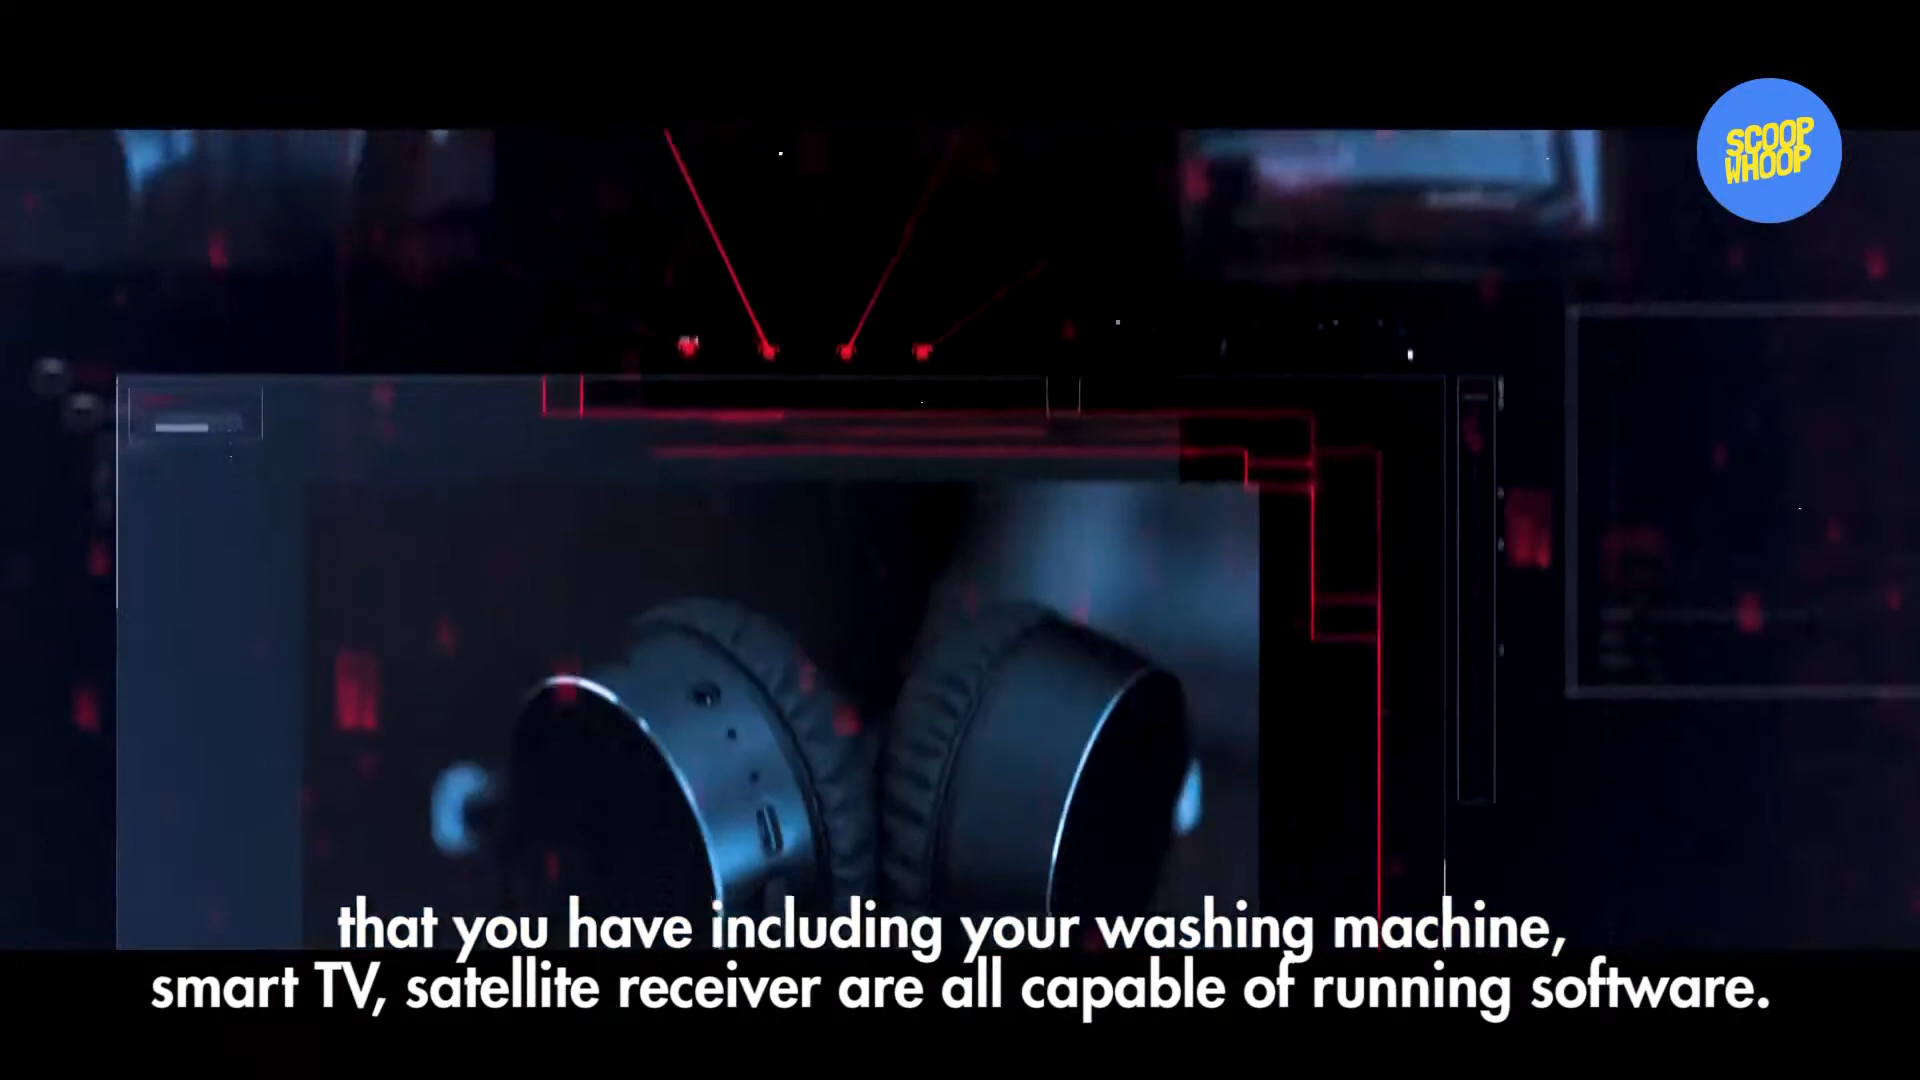 SCOOP
WHOOP
that you have including your washing machine,
smart TV, satellite receiver are all capable of running software.